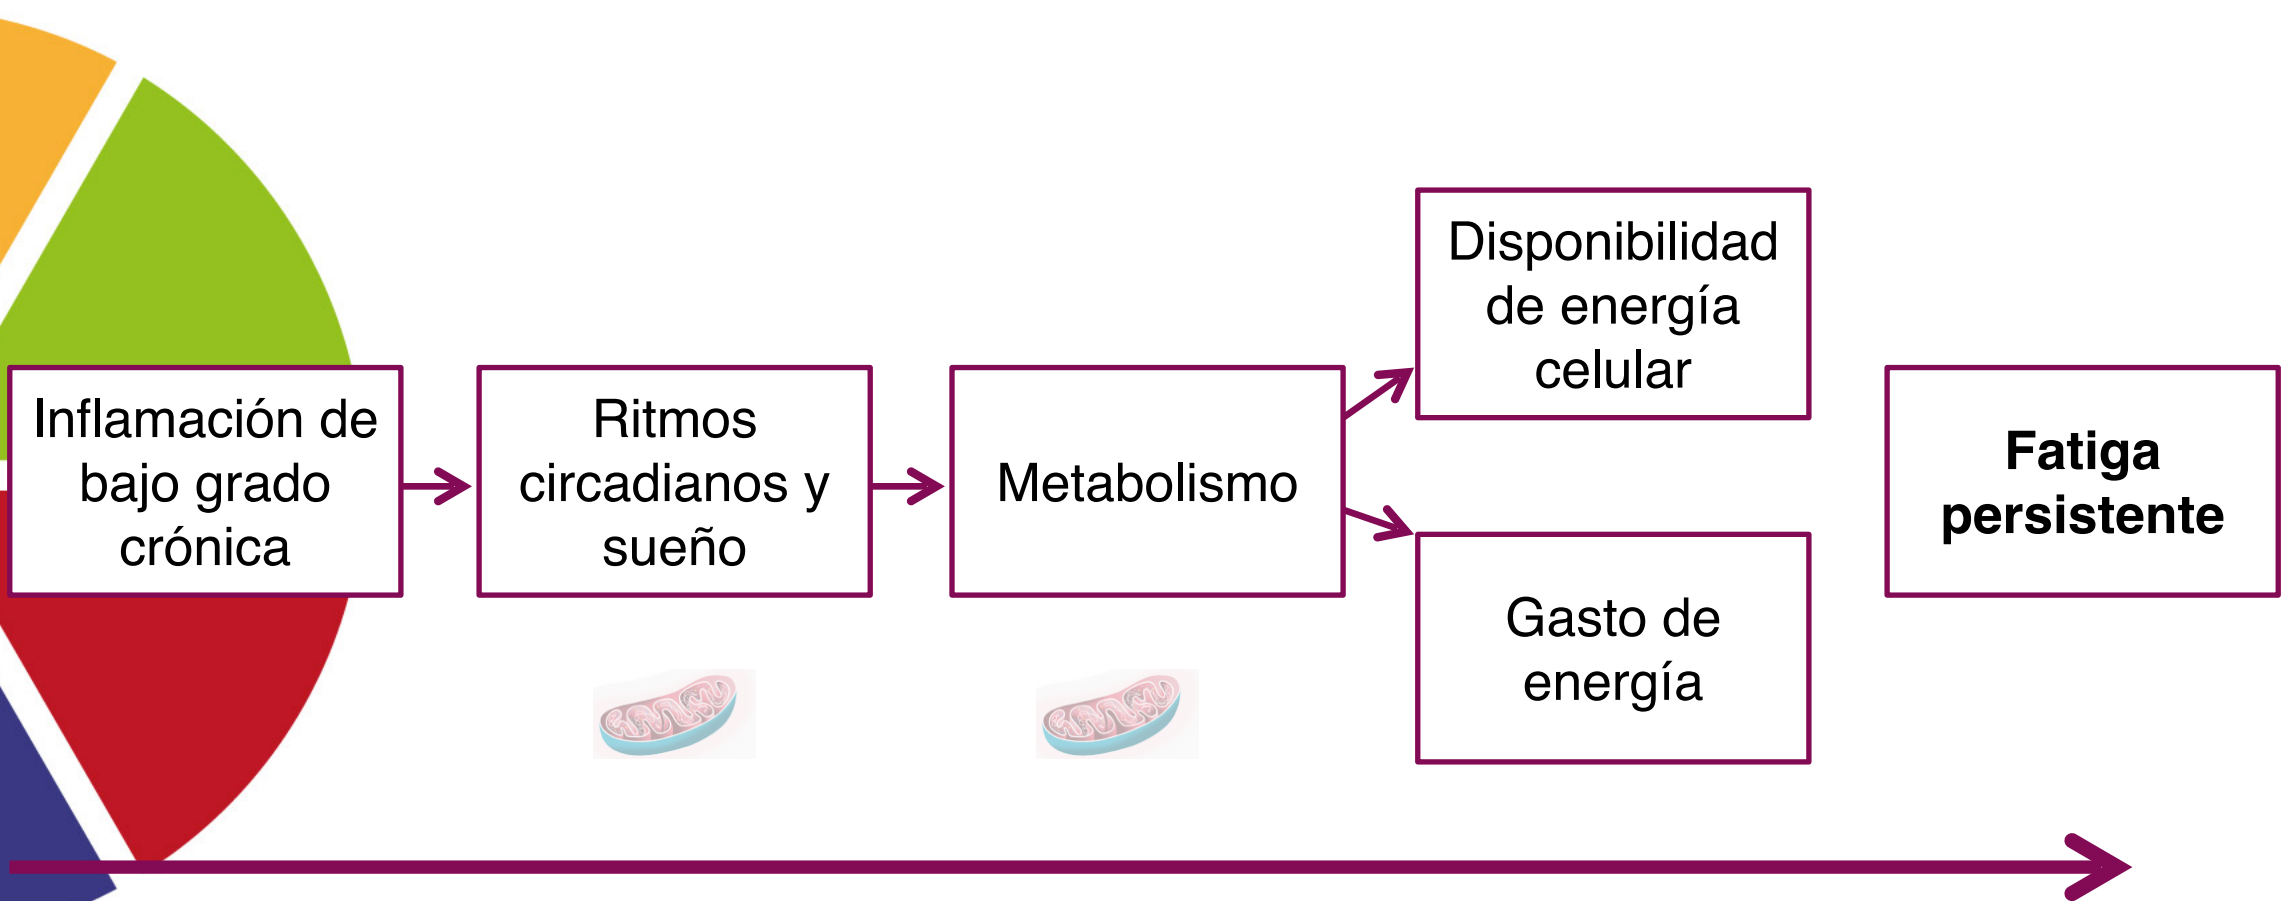 Inflamación de
bajo grado
crónica
Ritmos
circadianos y
sueño
Metabolismo
Disponibilidad
de energía
celular
Gasto de
energía
Fatiga
persistente